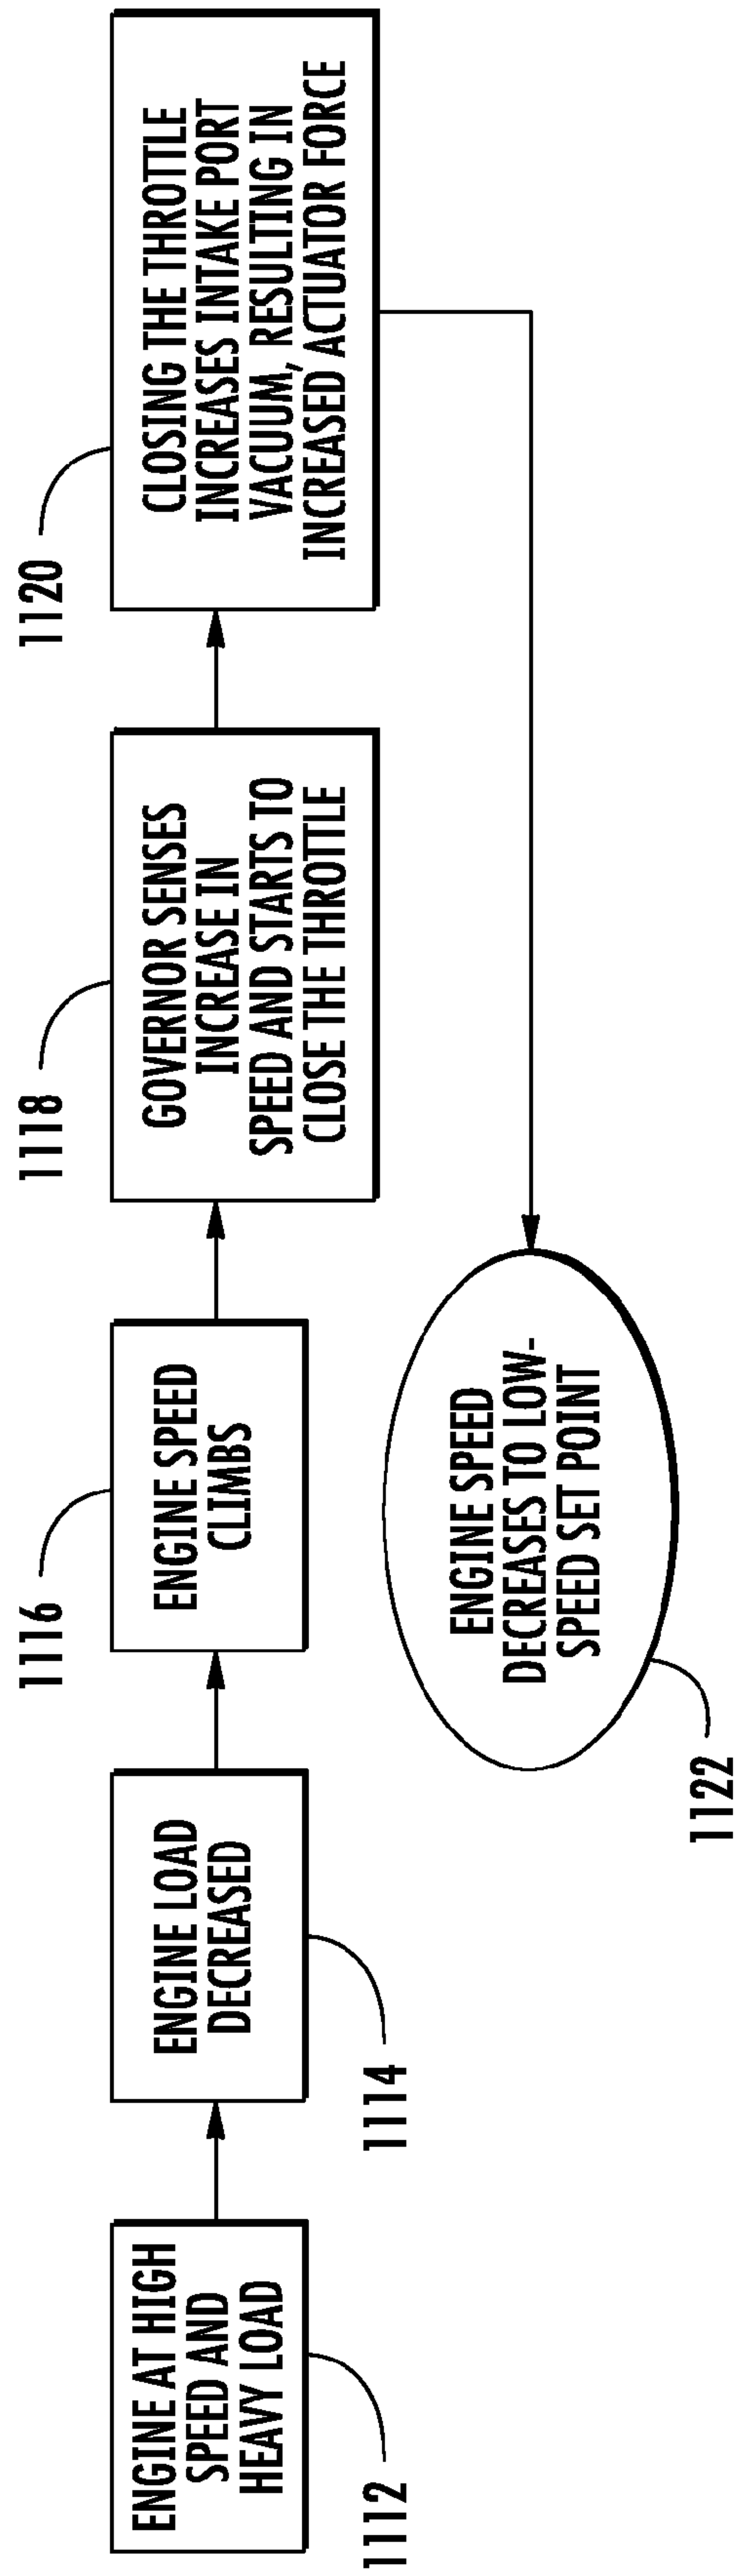 ENGINE AT HIGH
SPEED AND
HEAVY LOAD
1112
ENGINE LOAD
DECREASED
1114
ENGINE SPEED
CLIMBS
1116
GOVERNOR SENSES
INCREASE IN
SPEED AND STARTS TO
CLOSE THE THROTTLE
1118
CLOSING THE THROTTLE
INCREASES INTAKE PORT
VACUUM, RESULTING IN
INCREASED ACTUATOR FORCE
1120
ENGINE SPEED
DECREASES TO LOW-
SPEED SET POINT
1122